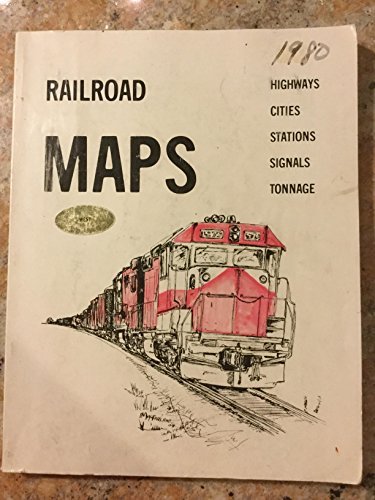 1980
RAILROAD
MAPS
HIGHWAYS
CITIES
STATIONS
SIGNALS
TONNAGE